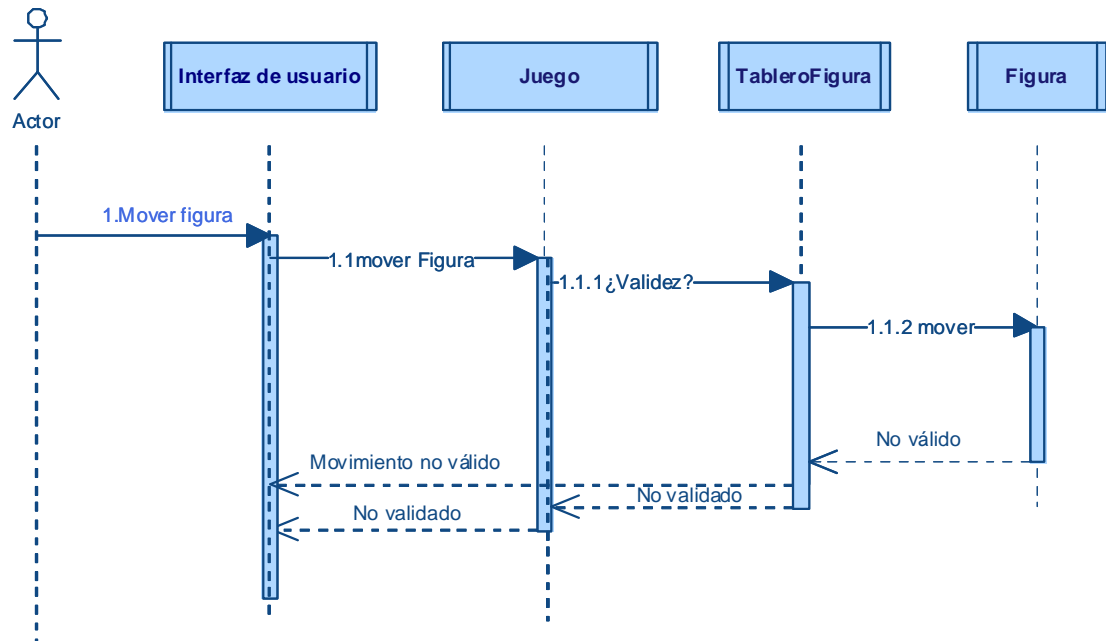 Interfaz de usuario
Juego
TableroFigura
Figura
Actor
1.Mover figura
1.1mover Figura
1.1.1¿Validez?
1.1.2 mover
No válido
Movimiento no válido
No validado
No validado